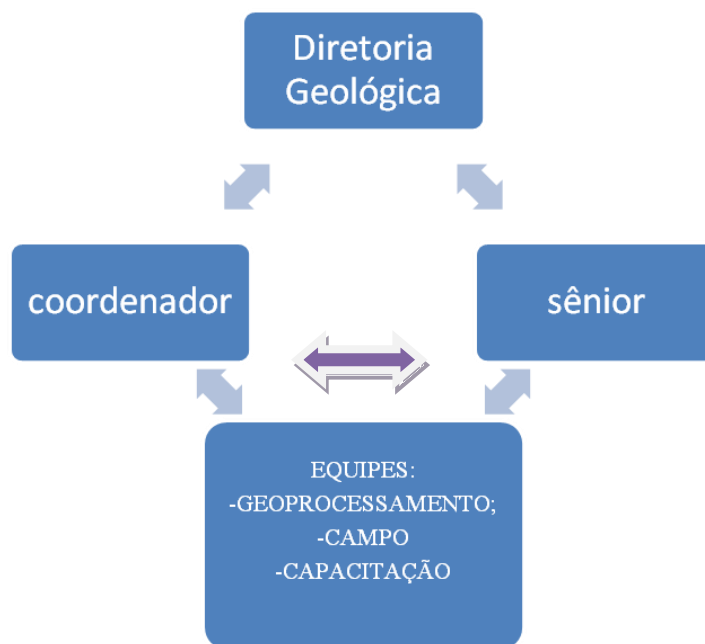 Diretoria
Geológica
coordenador
sênior
EQUIPES:
-GEOPROCESSAMENTO;
-CAMPO
-CAPACITAÇÃO